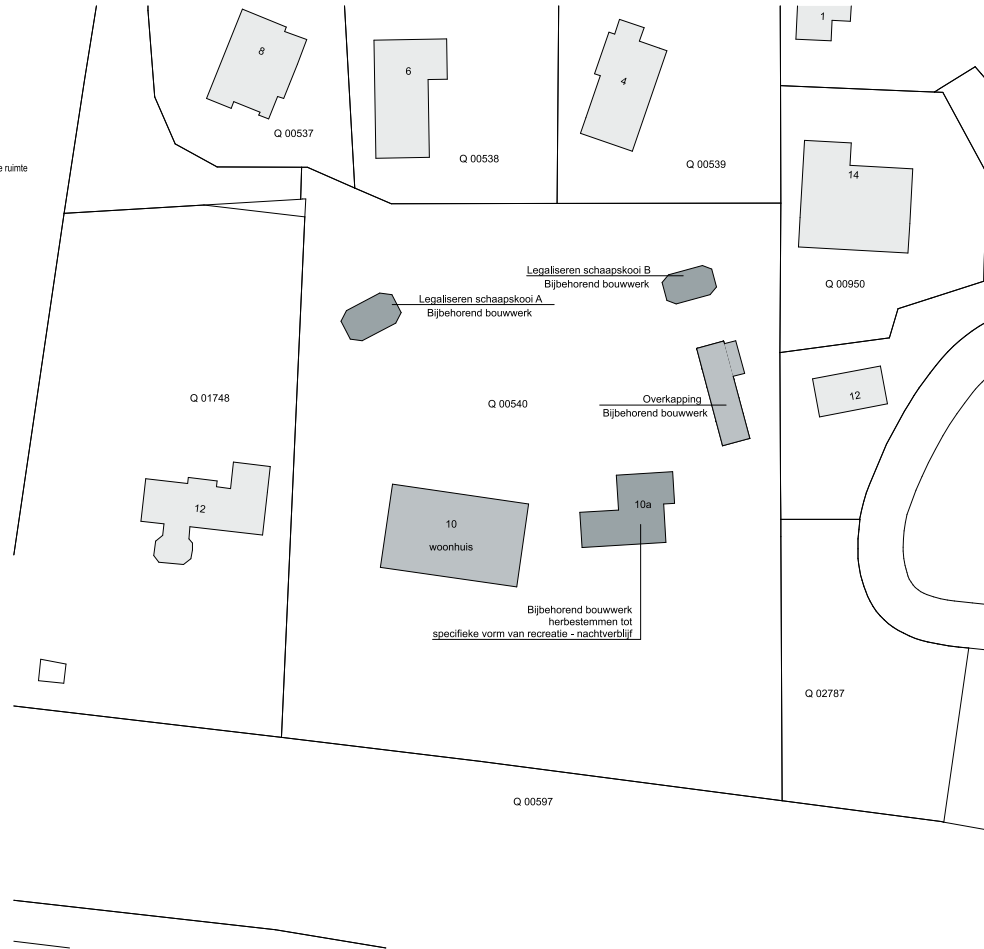 1
8
6
4
Q 00537
Q 00538
Q 00539
e ruimte
14
Legaliseren schaapskooi B
Bijbehorend bouwwerk
Q 00950
Legaliseren schaapskooi A
Bijbehorend bouwwerk
Q 01748
Q 00540
Overkapping
Bijbehorend bouwwerk
12
12
10
woonhuis
10a
Bijbehorend bouwwerk
herbestemmen tot
specifieke vorm van recreatie - nachtverblijf
Q 02787
Q 00597